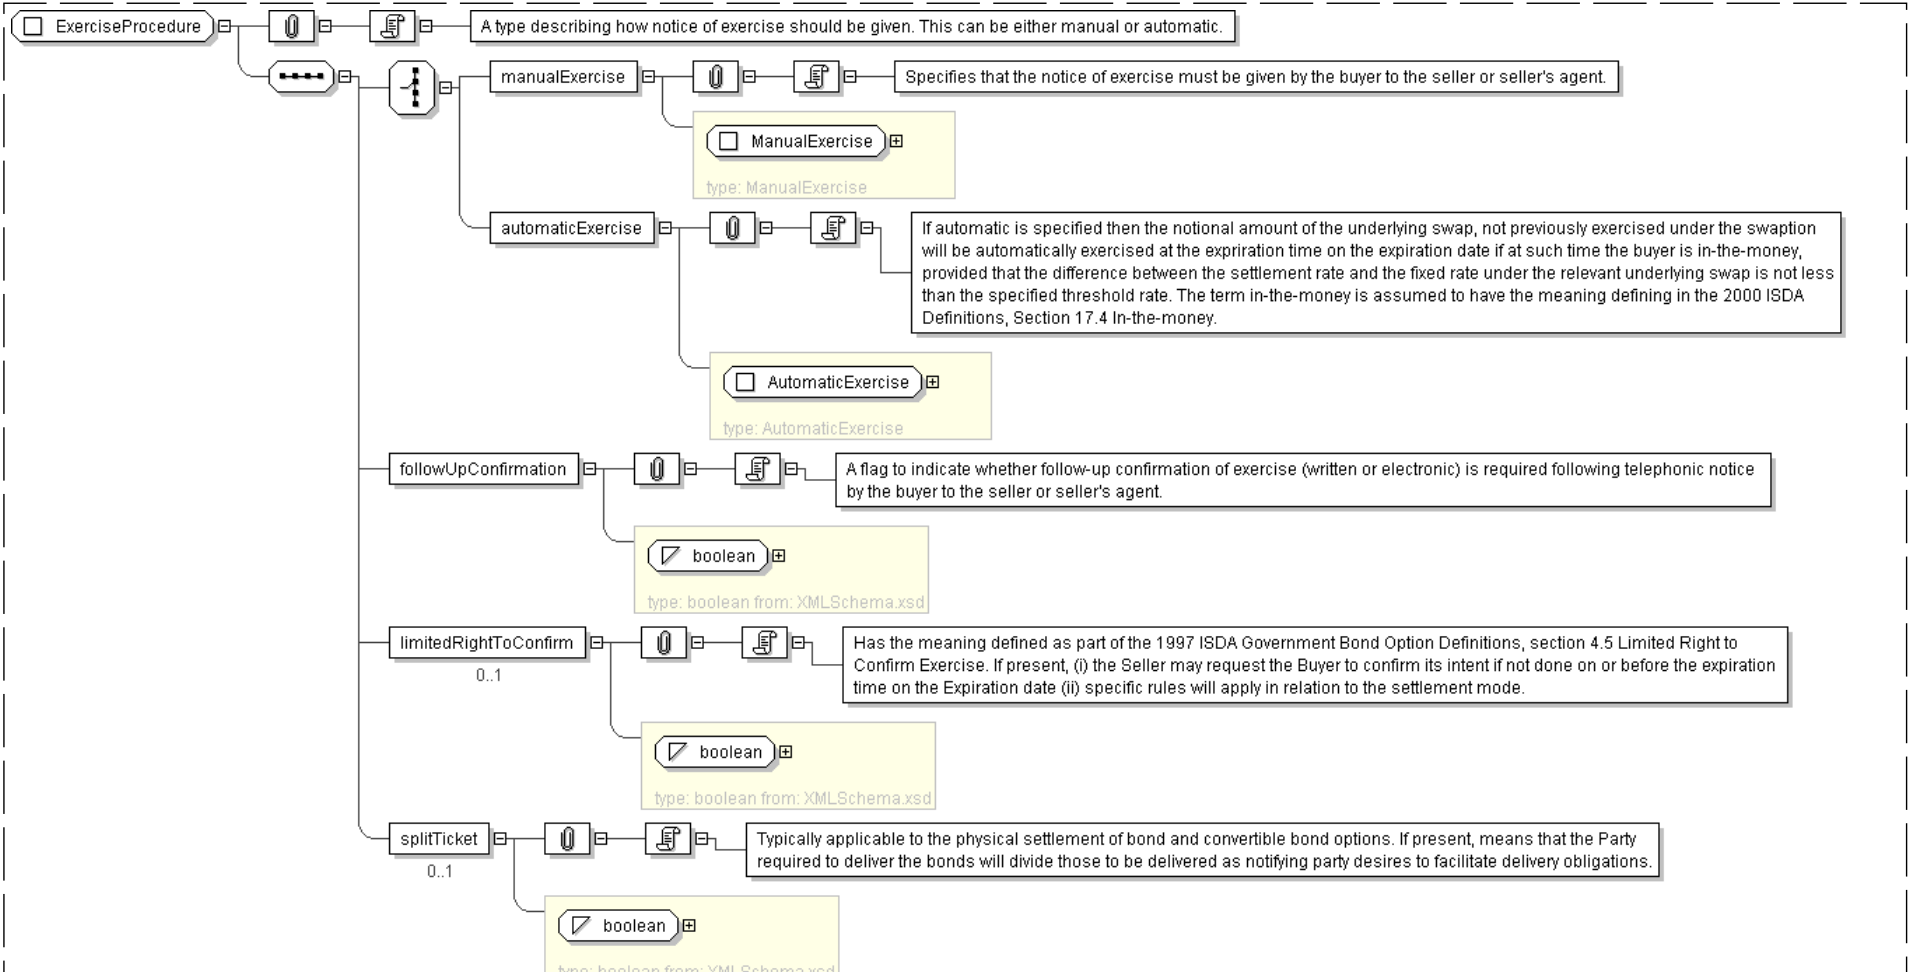 ExerciseProcedure
A type describing how notice of exercise should be given. This can be either manual or automatic.
manualExercise
Specifies that the notice of exercise must be given by the buyer to the seller or seller's agent.
ManualExercise
type: ManualExercise
automaticExercise
If automatic is specified then the notional amount of the underlying swap, not previously exercised under the swaption
will be automatically exercised at the expriration time on the expiration date if at such time the buyer is in-the-money,
provided that the difference between the settlement rate and the fixed rate under the relevant underlying swap is not less
than the specified threshold rate. The term in-the-money is assumed to have the meaning defining in the 2000 ISDA
Definitions, Section 17.4 In-the-money.
AutomaticExercise
type: AutomaticExercise
followUpConfirmation
A flag to indicate whether follow-up confirmation of exercise (written or electronic) is required following telephonic notice
by the buyer to the seller or seller's agent.
boolean
type: boolean from: XMLSchema.xsd
limitedRightToConfirm
0..1
Has the meaning defined as part of the 1997 ISDA Government Bond Option Definitions, section 4.5 Limited Right to
Confirm Exercise. If present, (i) the Seller may request the Buyer to confirm its intent if not done on or before the expiration
time on the Expiration date (ii) specific rules will apply in relation to the settlement mode.
boolean
type: boolean from: XMLSchema.xsd
splitTicket
0..1
Typically applicable to the physical settlement of bond and convertible bond options. If present, means that the Party
required to deliver the bonds will divide those to be delivered as notifying party desires to facilitate delivery obligations.
boolean
type: boolean from: XMLSchema.xsd